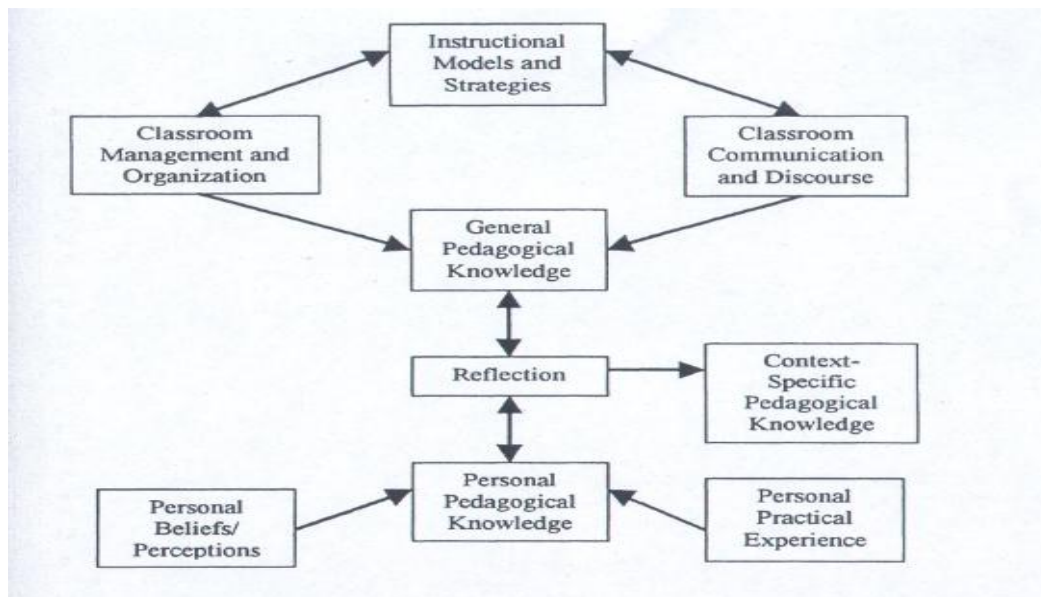 Instructional
Models and
Strategies
Classroom
Management and
Organization
Classroom
Communication
and Discourse
General
Pedagogical
Knowledge
Reflection
Context-
Specific
Pedagogical
Knowledge
Personal
Pedagogical
Knowledge
Personal
Beliefs/
Perceptions
Personal
Practical
Experience